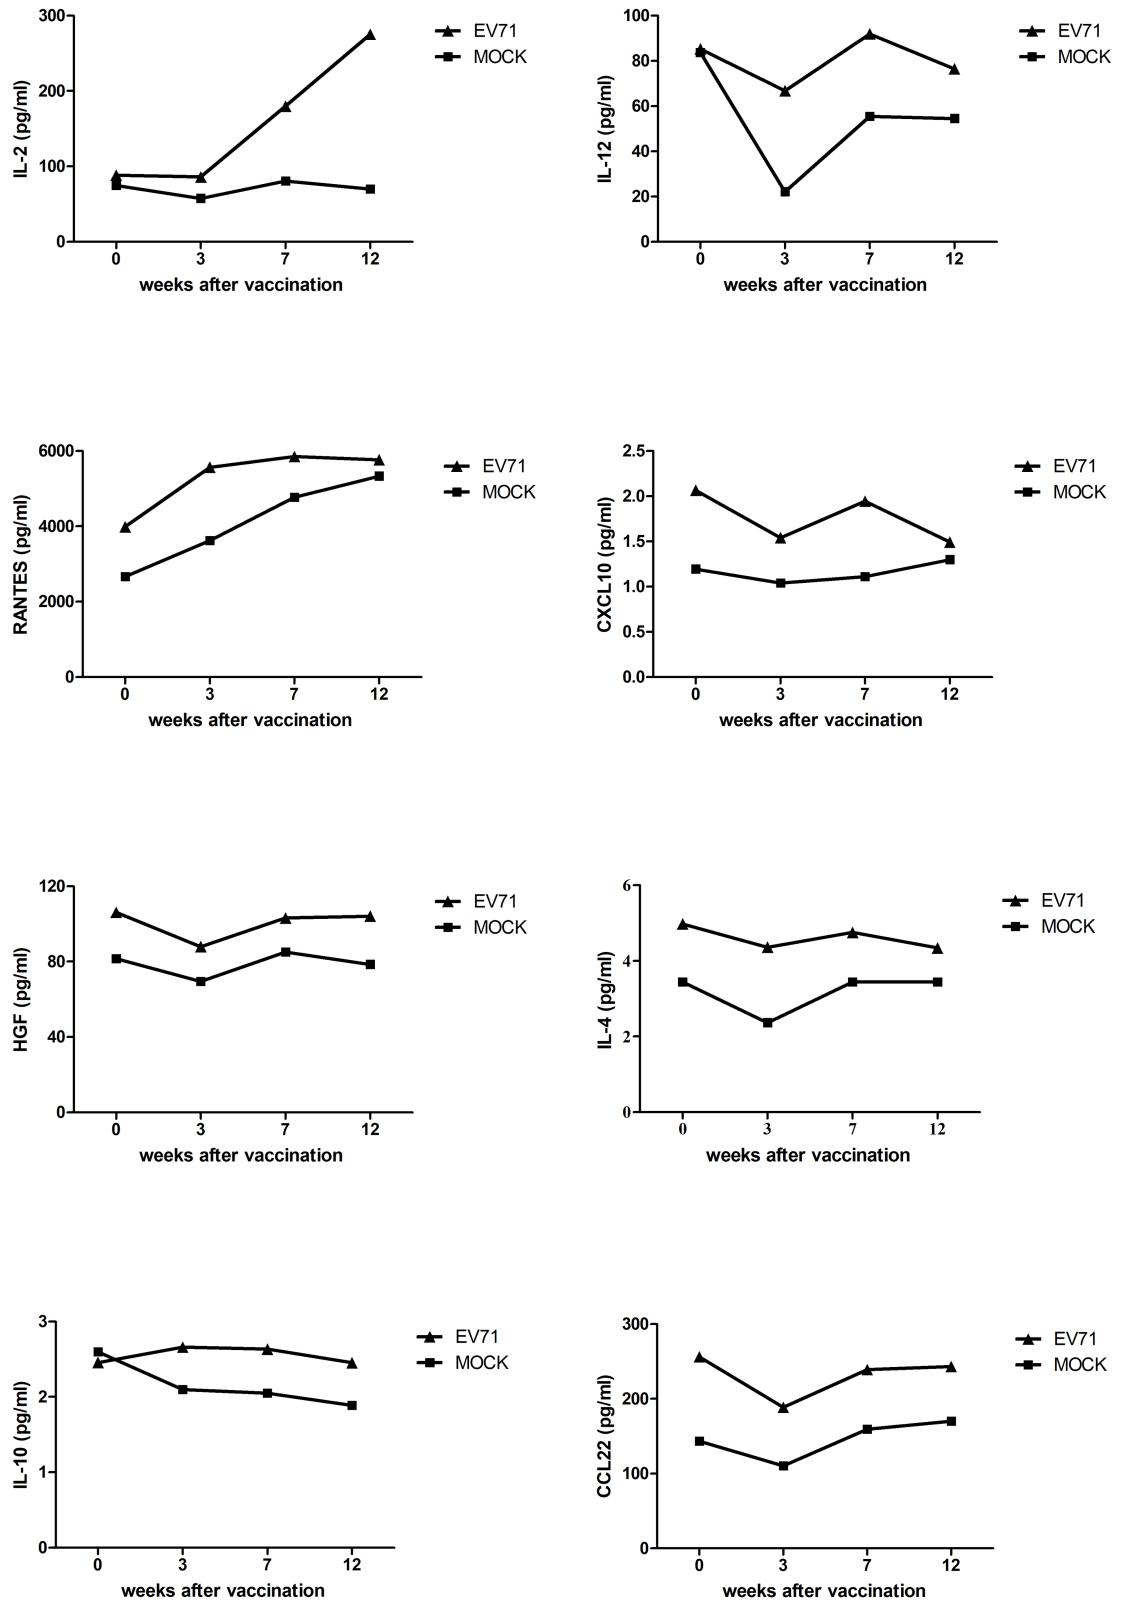 IL-2 (pg/ml)
300
200
100
0
0 3 7 12
weeks after vaccination
EV71
MOCK
IL-12 (pg/ml)
100
80
60
40
20
0
0 3 7 12
weeks after vaccination
EV71
MOCK
RANTES (pg/ml)
6000
4000
2000
0
0 3 7 12
weeks after vaccination
EV71
MOCK
CXCL10 (pg/ml)
2.5
2.0
1.5
1.0
0.5
0.0
0 3 7 12
weeks after vaccination
EV71
MOCK
HGF (pg/ml)
120
80
40
0
0 3 7 12
weeks after vaccination
EV71
MOCK
IL-4 (pg/ml)
6
4
2
0
0 3 7 12
weeks after vaccination
EV71
MOCK
IL-10 (pg/ml)
3
2
1
0
0 3 7 12
weeks after vaccination
EV71
MOCK
CCL22 (pg/ml)
300
200
100
0
0 3 7 12
weeks after vaccination
EV71
MOCK